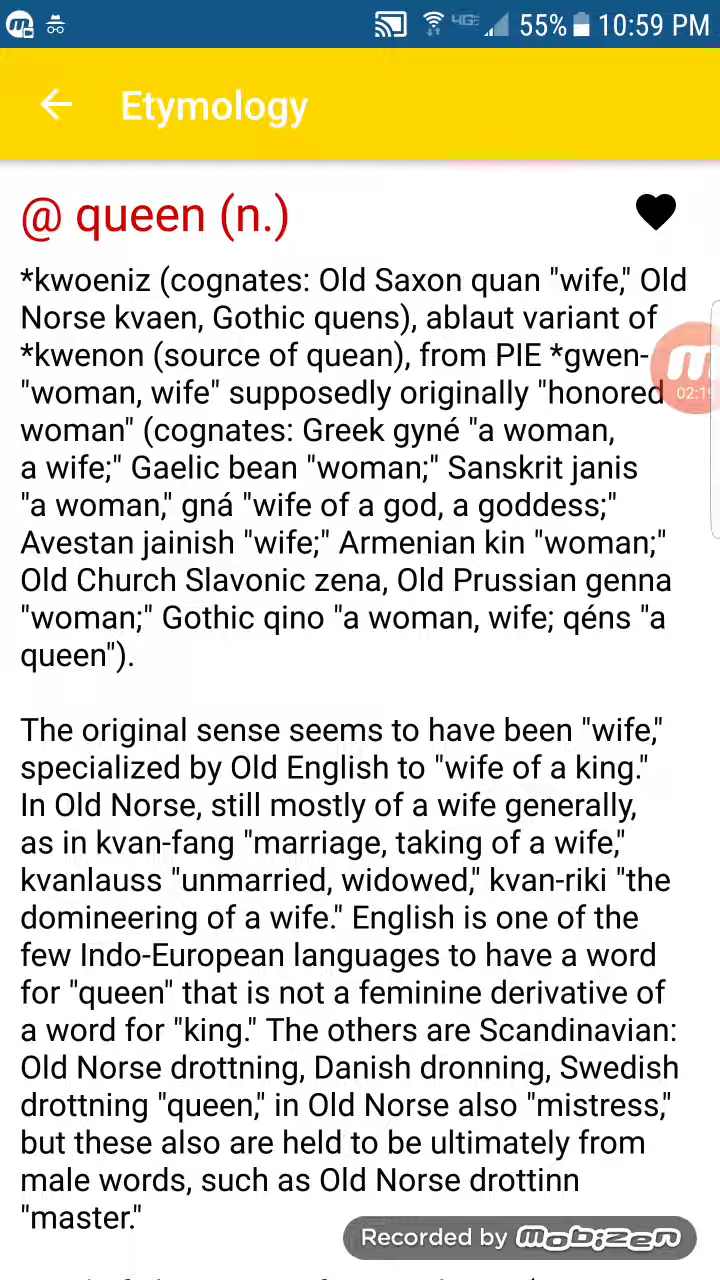 4GE 55% 10:59 PM
Etymology
@ queen (n.)
*kwoeniz (cognates: Old Saxon quan "wife," Old
Norse kvaen, Gothic quens), ablaut variant of
*kwenon (source of quean), from PIE *gwen-
"woman, wife" supposedly originally "honored
02:19
woman" (cognates: Greek gyné "a woman,
a wife;" Gaelic bean "woman;" Sanskrit janis
"a woman," gná "wife of a god, a goddess;"
Avestan jainish "wife;" Armenian kin "woman;"
Old Church Slavonic zena, Old Prussian genna
"woman;" Gothic qino "a woman, wife; qéns "a
queen").
The original sense seems to have been "wife,"
specialized by Old English to "wife of a king."
In Old Norse, still mostly of a wife generally,
as in kvan-fang "marriage, taking of a wife,"
kvanlauss "unmarried, widowed," kvan-riki "the
domineering of a wife." English is one of the
few Indo-European languages to have a word
for "queen" that is not a feminine derivative of
a word for "king." The others are Scandinavian:
Old Norse drottning, Danish dronning, Swedish
drottning "queen," in Old Norse also "mistress,"
but these also are held to be ultimately from
male words, such as Old Norse drottinn
"master."
Recorded by mobizen